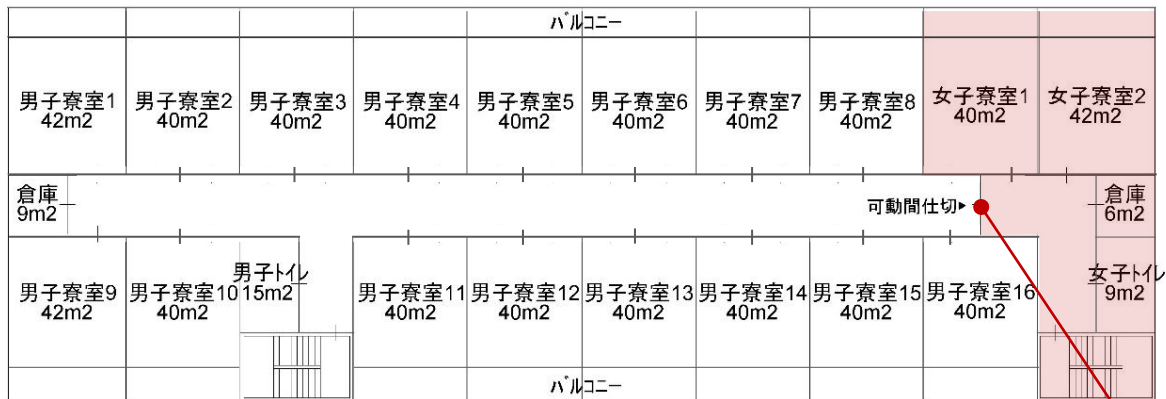 バルコニー
男子寮室1
42m2
男子寮室2
40m2
男子寮室3
40m2
男子寮室4
40m2
男子寮室5
40m2
男子寮室6
40m2
男子寮室7
40m2
男子寮室8
40m2
女子寮室1
40m2
女子寮室2
42m2
倉庫
9m2
可動間仕切▶
倉庫
6m2
男子寮室9
42m2
男子寮室10
40m2
男子トイレ
15m2
男子寮室11
40m2
男子寮室12
40m2
男子寮室13
40m2
男子寮室14
40m2
男子寮室15
40m2
男子寮室16
40m2
女子トイレ
9m2
バルコニー